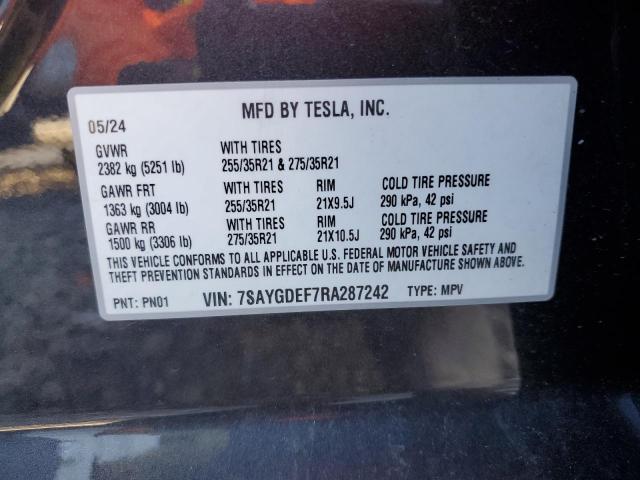 MFD BY TESLA, INC.
05/24
GVWR WITH TIRES
2382 kg (5251 lb) 255/35R21 & 275/35R21
GAWR FRT WITH TIRES RIM COLD TIRE PRESSURE
1363 kg (3004 lb) 255/35R21 21X9.5J 290 kPa, 42 psi
GAWR RR WITH TIRES RIM COLD TIRE PRESSURE
1500 kg (3306 lb) 275/35R21 21X10.5J 290 kPa, 42 psi
THIS VEHICLE CONFORMS TO ALL APPLICABLE U.S. FEDERAL MOTOR VEHICLE SAFETY AND
THEFT PREVENTION STANDARDS IN EFFECT ON THE DATE OF MANUFACTURE SHOWN ABOVE.
PNT: PN01 VIN: 7SAYGDEF7RA287242 TYPE: MPV